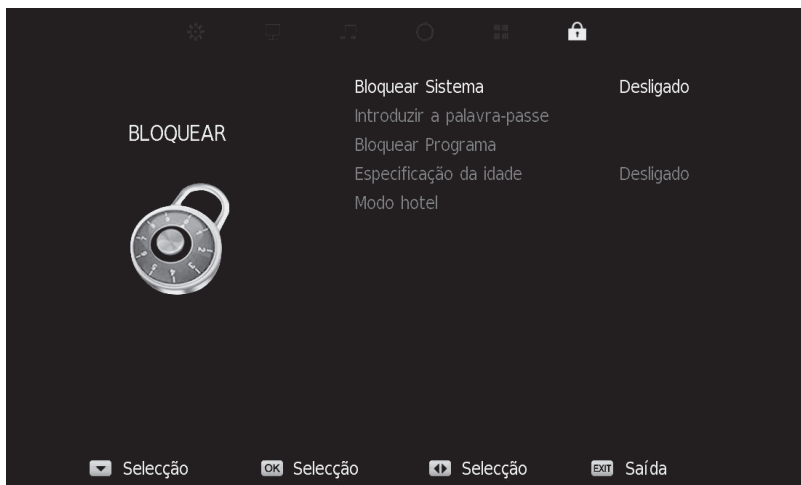 BLOQUEAR
Bloquear Sistema Desligado
Introduzir a palavra-passe
Bloquear Programa
Especificação da idade Desligado
Modo hotel
Selecção OK Selecção Selecção EXIT Saída